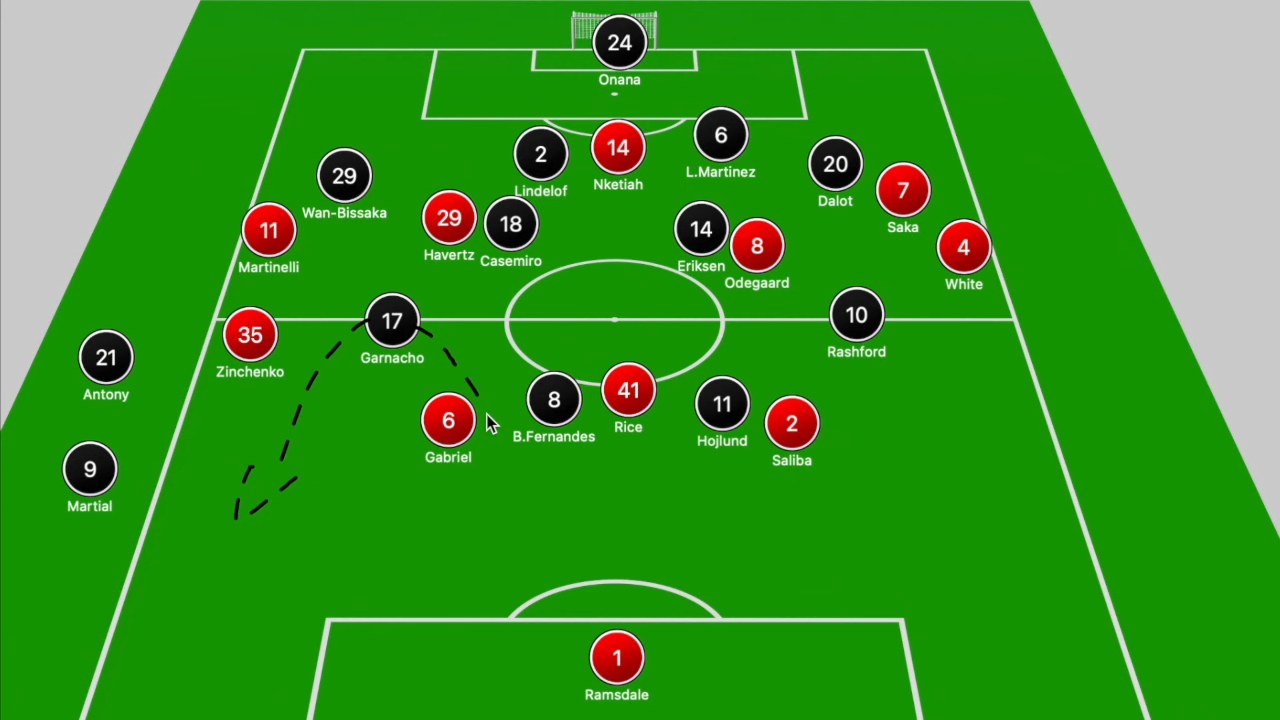 24
Onana
6
L.Martinez
14
Nketiah
2
Lindelof
20
Dalot
29
Wan-Bissaka
7
Saka
29
Havertz
18
Casemiro
11
Martinelli
14
Eriksen
8
Odegaard
4
White
17
Garnacho
10
Rashford
35
Zinchenko
21
Antony
41
Rice
8
B.Fernandes
11
Hojlund
6
Gabriel
2
Saliba
9
Martial
1
Ramsdale